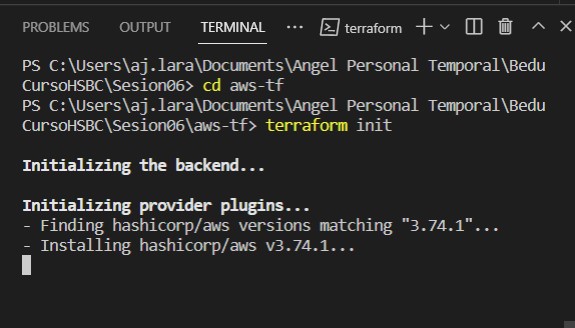 PROBLEMS OUTPUT TERMINAL ... terraform
PS C:\Users\aj.lara\Documents\Angel Personal Temporal\Bedu
CursoHSBC\Sesion06> cd aws-tf
PS C:\Users\aj.lara\Documents\Angel Personal Temporal\Bedu
CursoHSBC\Sesion06\aws-tf> terraform init
Initializing the backend...
Initializing provider plugins...
- Finding hashicorp/aws versions matching "3.74.1"...
- Installing hashicorp/aws v3.74.1...